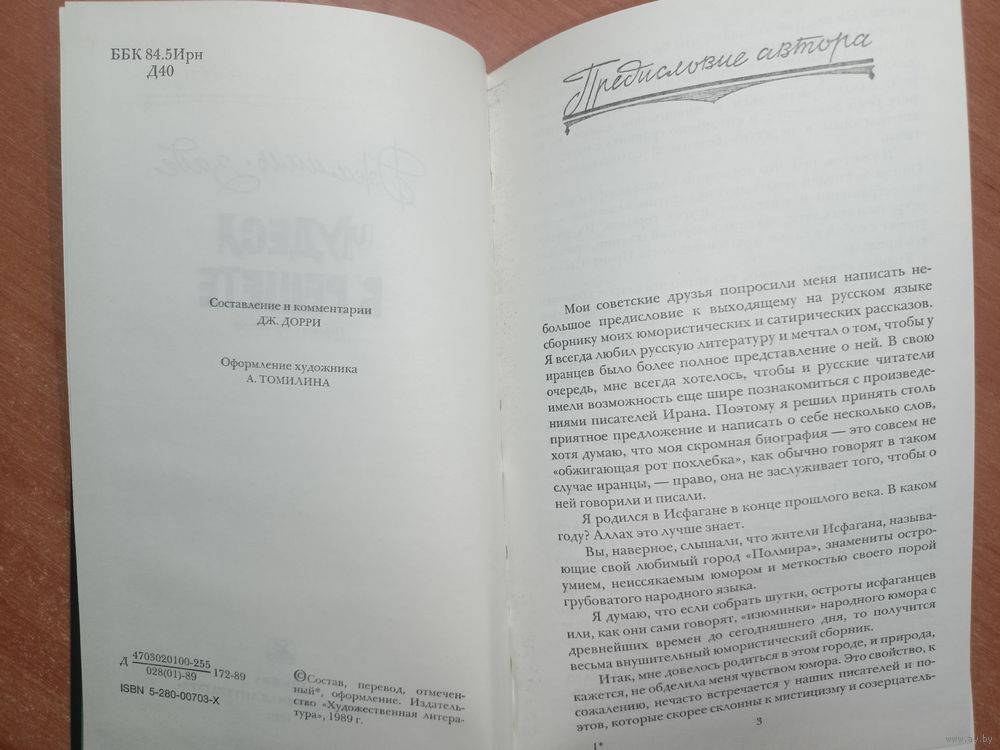 ББК 84.5Ирн
Д40
Составление и комментарии
ДЖ. ДОРРИ
Оформление художника
А. ТОМИЛИНА
Д 4703020100-255
028(01)-89
172-89
ISBN 5-280-00703-X
©Состав, перевод, отмечен-
ный*, оформление. Издатель-
ство «Художественная литера-
тура», 1989 г.
Предисловие автора
Мои советские друзья попросили меня написать не-
большое предисловие к выходящему на русском языке
сборнику моих юмористических и сатирических рассказов.
Я всегда любил русскую литературу и мечтал о том, чтобы у
иранцев было более полное представление о ней. В свою
очередь, мне всегда хотелось, чтобы и русские читатели
имели возможность еще шире познакомиться с произведе-
ниями писателей Ирана. Поэтому я решил принять столь
приятное предложение и написать о себе несколько слов,
хотя думаю, что моя скромная биография — это совсем не
«обжигающая рот похлебка», как обычно говорят в таком
случае иранцы, — право, она не заслуживает того, чтобы о
ней говорили и писали.
Я родился в Исфагане в конце прошлого века. В каком
году? Аллах это лучше знает.
Вы, наверное, слышали, что жители Исфагана, называ-
ющие свой любимый город «Полмира», знамениты остро-
умием, неиссякаемым юмором и меткостью своего порой
грубоватого народного языка.
Я думаю, что если собрать шутки, остроты исфаганцев
или, как они сами говорят, «изюминки» народного юмора с
древнейших времен до сегодняшнего дня, то получится
весьма внушительный юмористический сборник.
Итак, мне довелось родиться в этом городе, и природа,
кажется, не обделила меня чувством юмора. Это свойство, к
сожалению, нечасто встречается у наших писателей и по-
этов, которые скорее склонны к мистицизму и созерцатель-
3
1*
www.ay.by